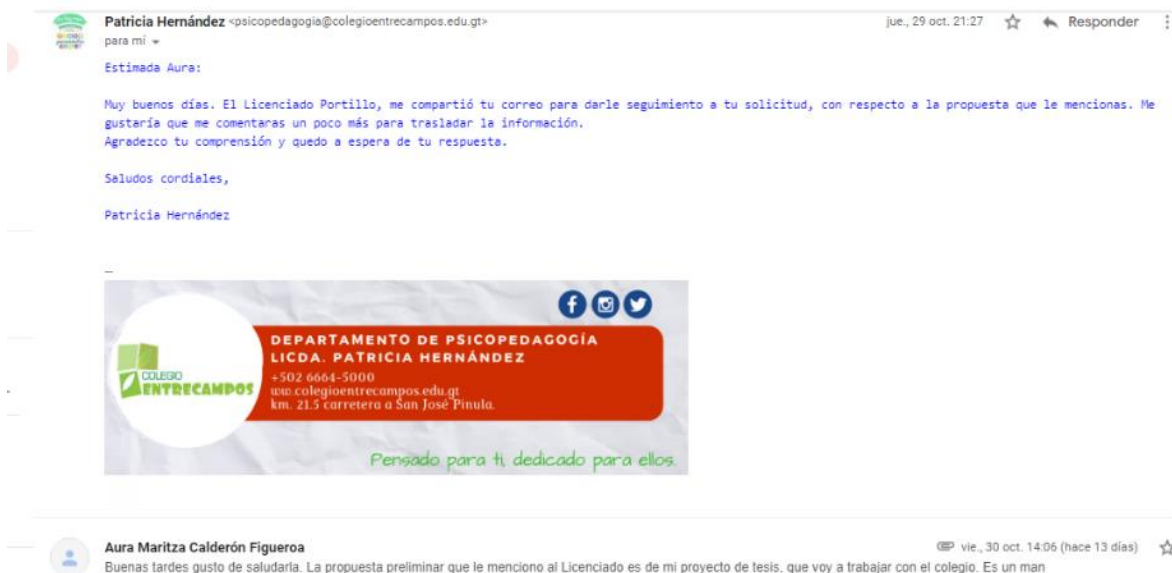 Patricia Hernández <psicopedagogia@colegioentrecampos.edu.gt>
jue., 29 oct. 21:27
Responder
para mí
Estimada Aura:
Muy buenos días. El Licenciado Portillo, me compartió tu correo para darle seguimiento a tu solicitud, con respecto a la propuesta que le mencionas. Me
gustaría que me comentaras un poco más para trasladar la información.
Agradezco tu comprensión y quedo a espera de tu respuesta.
Saludos cordiales,
Patricia Hernández
--
DEPARTAMENTO DE PSICOPEDAGOGÍA
LICDA. PATRICIA HERNÁNDEZ
+502 6664-5000
www.colegioentrecampos.edu.gt
km. 21.5 carretera a San José Pinula.
COLEGIO
ENTRECAMPOS
Pensado para ti, dedicado para ellos.
Aura Maritza Calderón Figueroa
vie., 30 oct. 14:06 (hace 13 días)
Buenas tardes gusto de saludarla. La propuesta preliminar que le menciono al Licenciado es de mi proyecto de tesis, que voy a trabajar con el colegio. Es un man